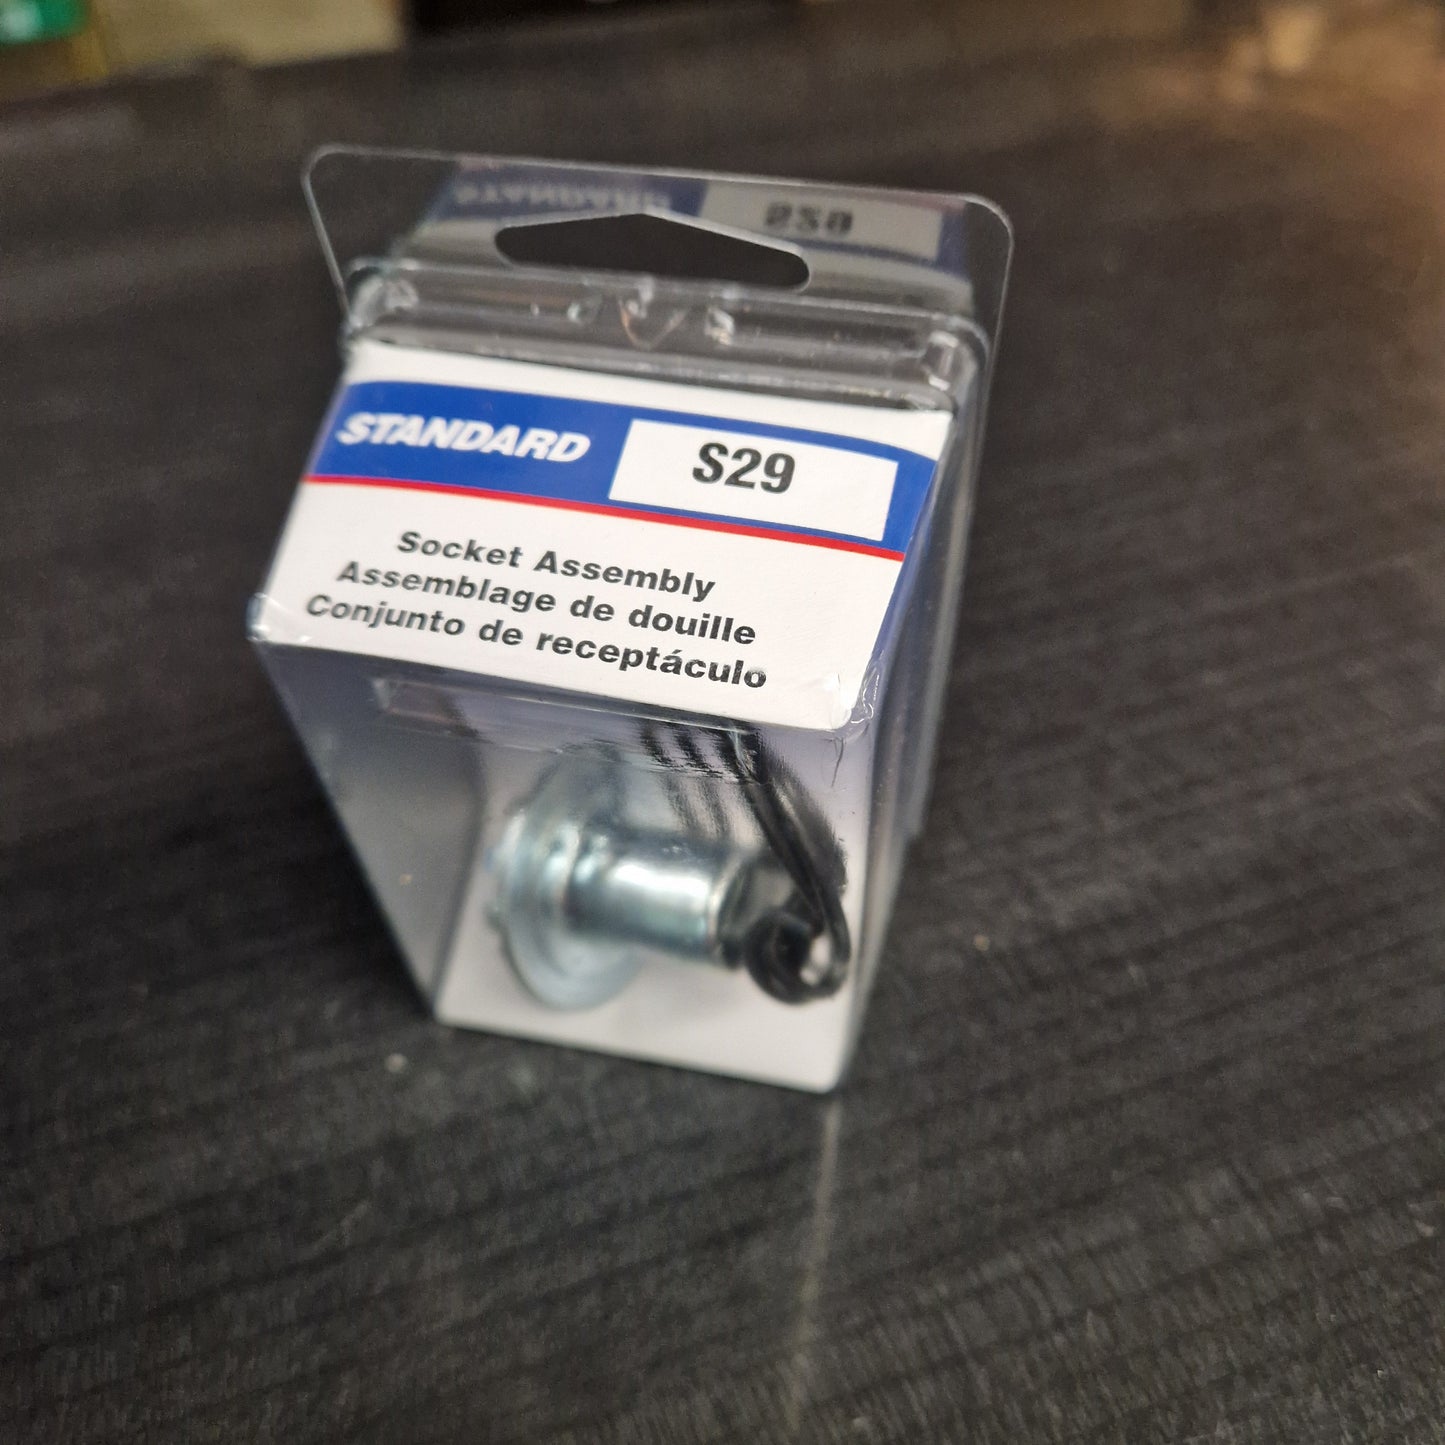 STANDARD
S29
Socket Assembly
Assemblage de douille
Conjunto de receptáculo